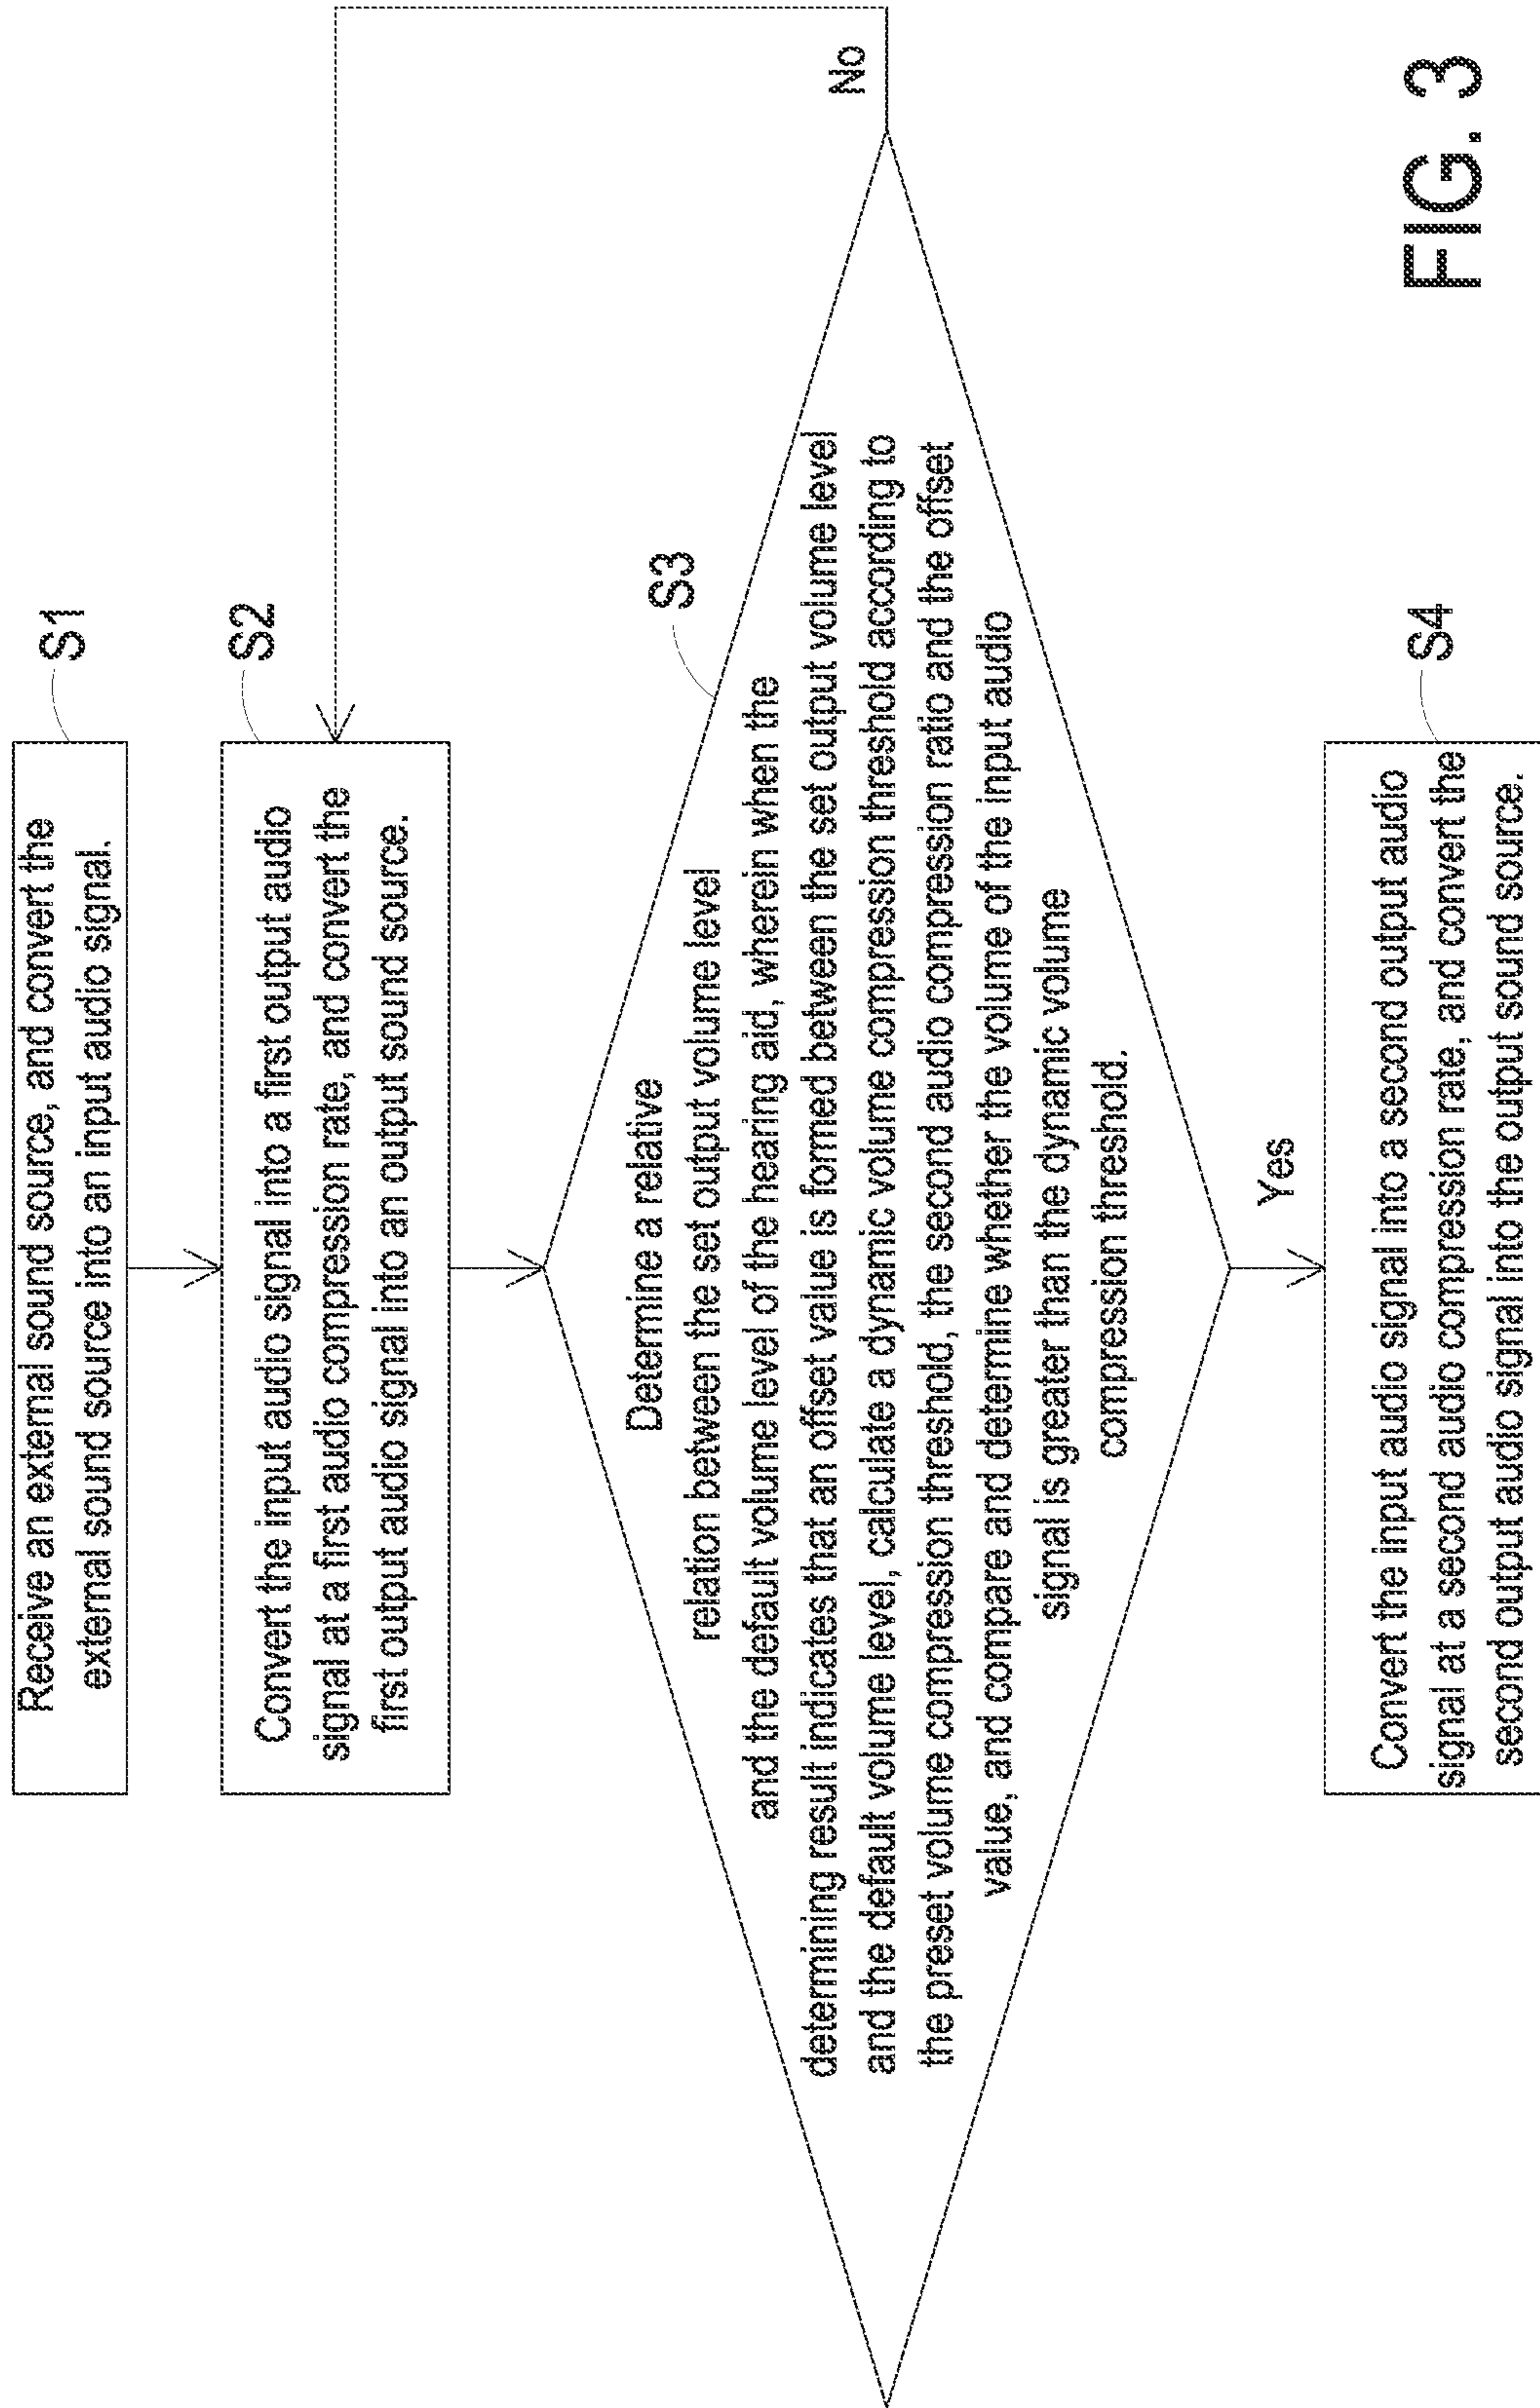 Receive an external sound source, and convert the
external sound source into an input audio signal.
S1
Convert the input audio signal into a first output audio
signal at a first audio compression rate, and convert the
first output audio signal into an output sound source.
S2
Determine a relative
relation between the set output volume level
and the default volume level of the hearing aid, wherein when the
determining result indicates that an offset value is formed between the set output volume level
and the default volume level, calculate a dynamic volume compression threshold according to
the preset volume compression threshold, the second audio compression ratio and the offset
value, and compare and determine whether the volume of the input audio
signal is greater than the dynamic volume
compression threshold.
S3
No
Yes
Convert the input audio signal into a second output audio
signal at a second audio compression rate, and convert the
second output audio signal into the output sound source.
S4
FIG. 3